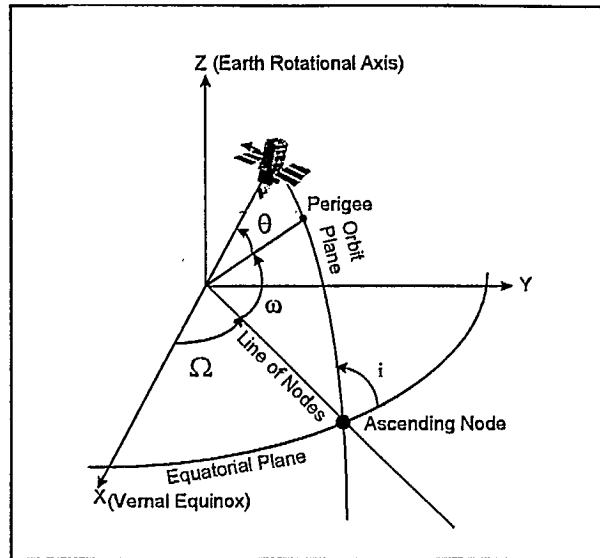 Z (Earth Rotational Axis)
Perigee
Orbit
Plane
θ
Y
ω
Ω
Line of Nodes
i
Ascending Node
Equatorial Plane
X (Vernal Equinox)